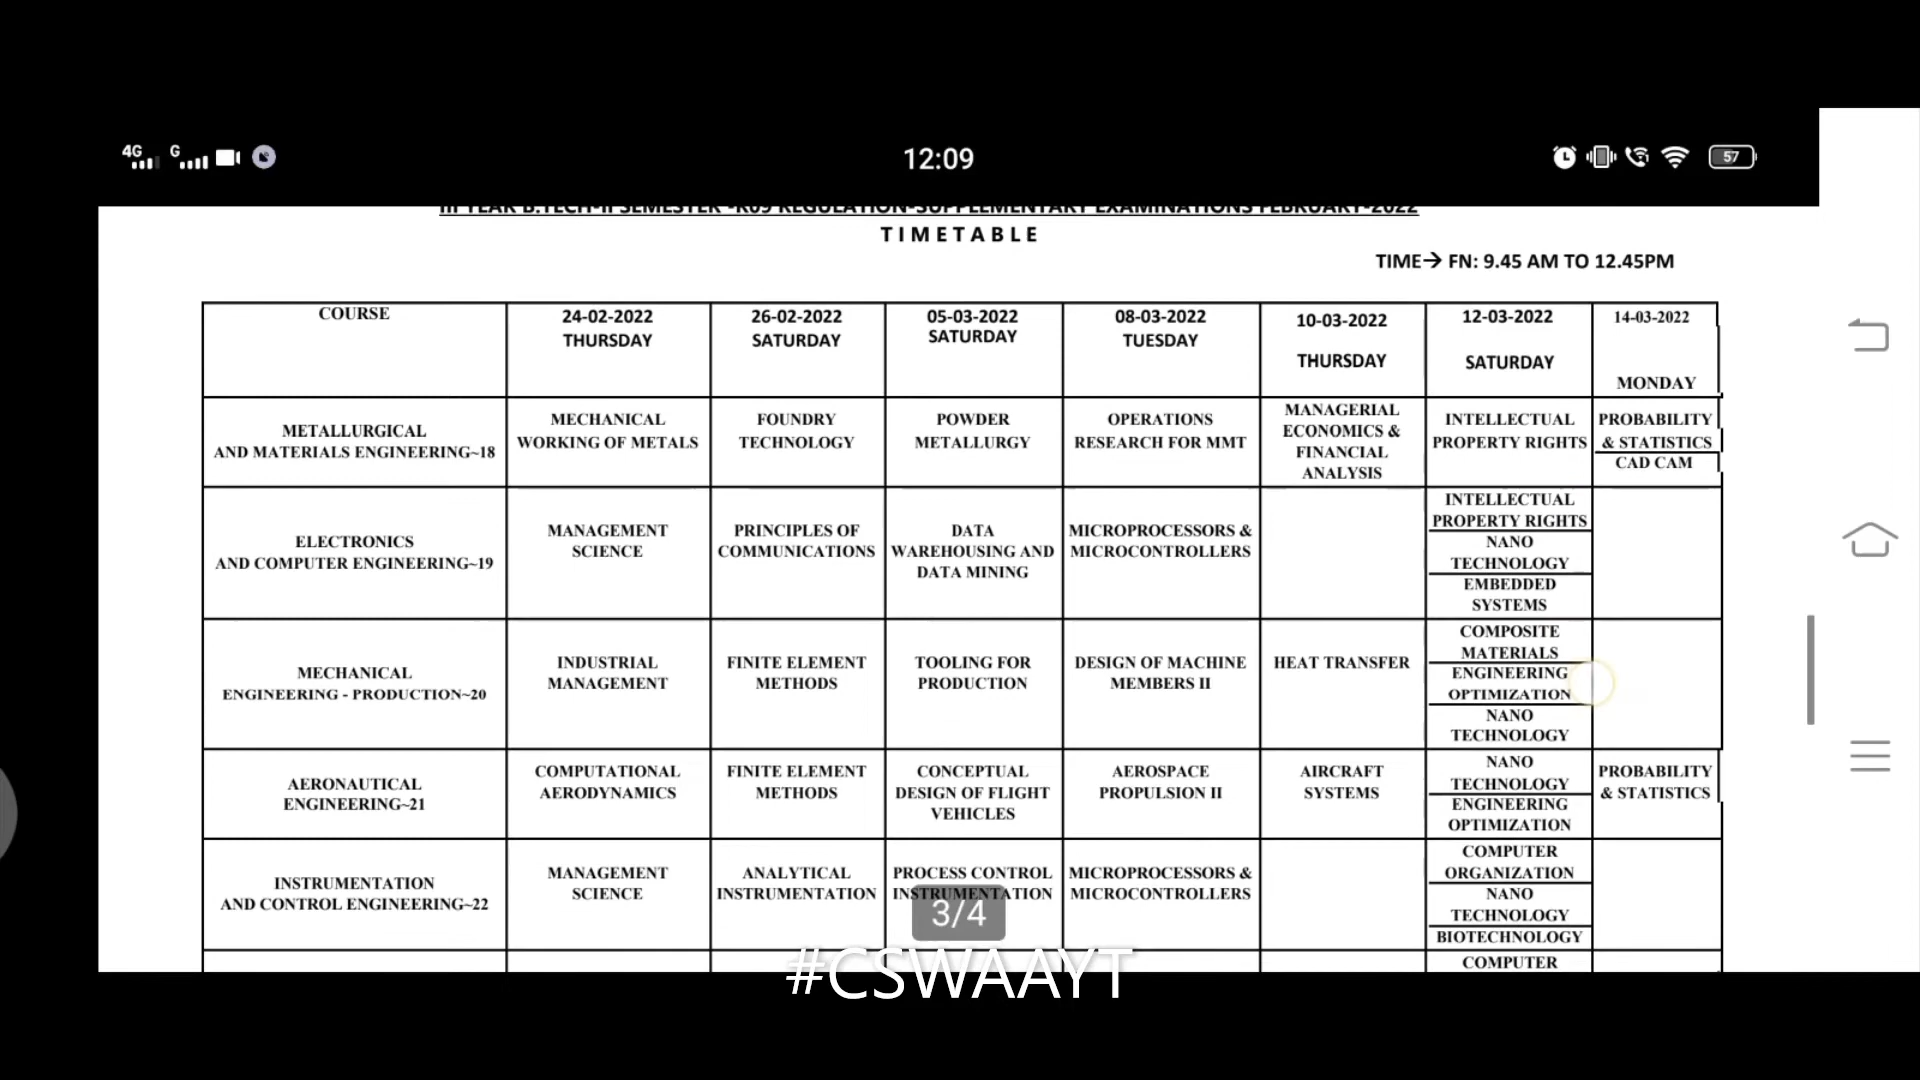 4G G 12:09 57
III YEAR B.TECH-II SEMESTER -R09 REGULATION-SUPPLEMENTARY EXAMINATIONS FEBRUARY-2022
TIMETABLE
TIME→ FN: 9.45 AM TO 12.45PM
COURSE
24-02-2022
THURSDAY
26-02-2022
SATURDAY
05-03-2022
SATURDAY
08-03-2022
TUESDAY
10-03-2022
THURSDAY
12-03-2022
SATURDAY
14-03-2022
MONDAY
METALLURGICAL
AND MATERIALS ENGINEERING~18
MECHANICAL
WORKING OF METALS
FOUNDRY
TECHNOLOGY
POWDER
METALLURGY
OPERATIONS
RESEARCH FOR MMT
MANAGERIAL
ECONOMICS &
FINANCIAL
ANALYSIS
INTELLECTUAL
PROPERTY RIGHTS
PROBABILITY
& STATISTICS
CAD CAM
ELECTRONICS
AND COMPUTER ENGINEERING~19
MANAGEMENT
SCIENCE
PRINCIPLES OF
COMMUNICATIONS
DATA
WAREHOUSING AND
DATA MINING
MICROPROCESSORS &
MICROCONTROLLERS
INTELLECTUAL
PROPERTY RIGHTS
NANO
TECHNOLOGY
EMBEDDED
SYSTEMS
MECHANICAL
ENGINEERING - PRODUCTION~20
INDUSTRIAL
MANAGEMENT
FINITE ELEMENT
METHODS
TOOLING FOR
PRODUCTION
DESIGN OF MACHINE
MEMBERS II
HEAT TRANSFER
COMPOSITE
MATERIALS
ENGINEERING
OPTIMIZATION
NANO
TECHNOLOGY
AERONAUTICAL
ENGINEERING~21
COMPUTATIONAL
AERODYNAMICS
FINITE ELEMENT
METHODS
CONCEPTUAL
DESIGN OF FLIGHT
VEHICLES
AEROSPACE
PROPULSION II
AIRCRAFT
SYSTEMS
NANO
TECHNOLOGY
ENGINEERING
OPTIMIZATION
PROBABILITY
& STATISTICS
INSTRUMENTATION
AND CONTROL ENGINEERING~22
MANAGEMENT
SCIENCE
ANALYTICAL
INSTRUMENTATION
PROCESS CONTROL
INSTRUMENTATION
MICROPROCESSORS &
MICROCONTROLLERS
COMPUTER
ORGANIZATION
NANO
TECHNOLOGY
BIOTECHNOLOGY
COMPUTER
3/4
#CSWAAYT